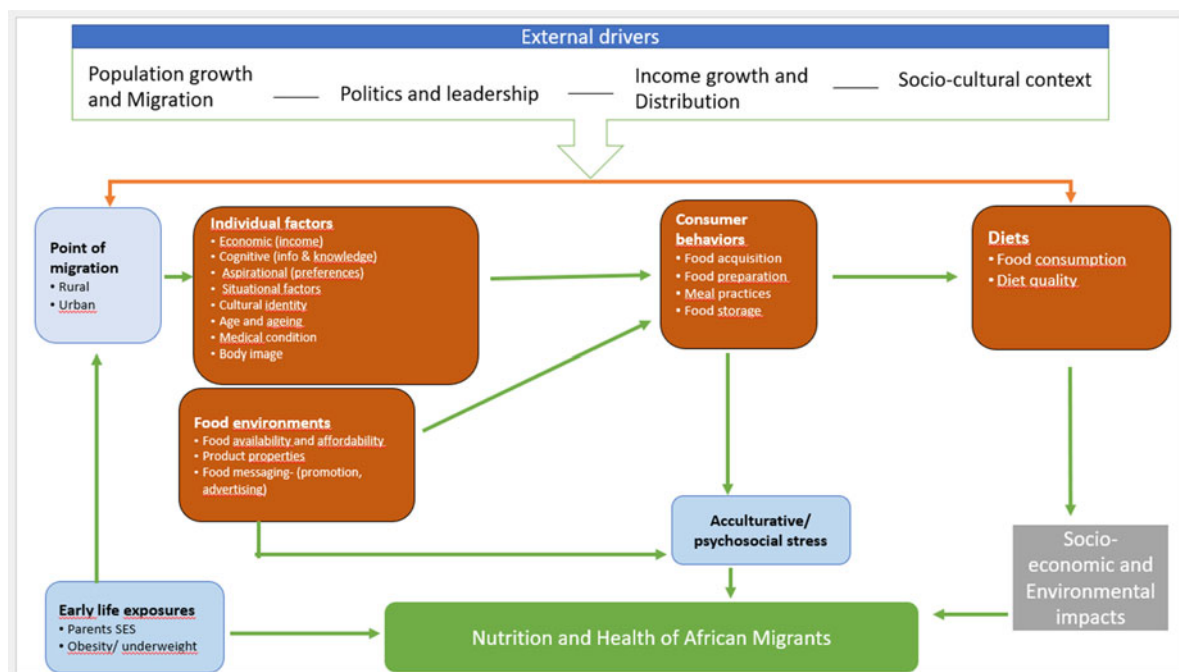 External drivers
Population growth
and Migration
Politics and leadership
Income growth and
Distribution
Socio-cultural context
Point of
migration
• Rural
• Urban
Individual factors
• Economic (income)
• Cognitive (info & knowledge)
• Aspirational (preferences)
• Situational factors
• Cultural identity
• Age and ageing
• Medical condition
• Body image
Consumer
behaviors
• Food acquisition
• Food preparation
• Meal practices
• Food storage
Diets
• Food consumption
• Diet quality
Food environments
• Food availability and affordability
• Product properties
• Food messaging- (promotion,
advertising)
Acculturative/
psychosocial stress
Socio-
economic and
Environmental
impacts
Early life exposures
• Parents SES
• Obesity/ underweight
Nutrition and Health of African Migrants